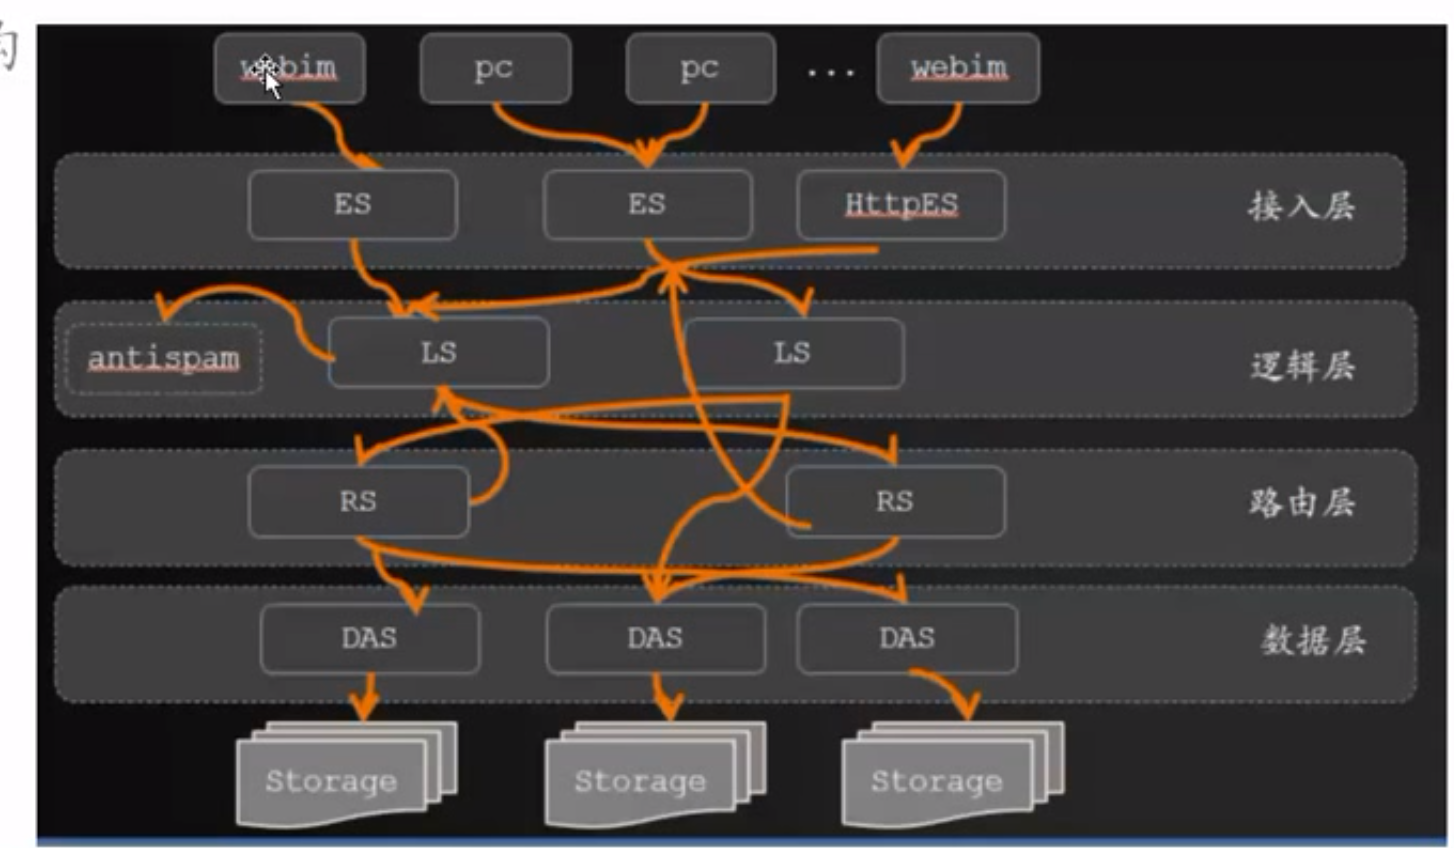 构
webim pc pc ... webim
ES ES HttpES 接入层
antispam LS LS 逻辑层
RS RS 路由层
DAS DAS DAS 数据层
Storage Storage Storage